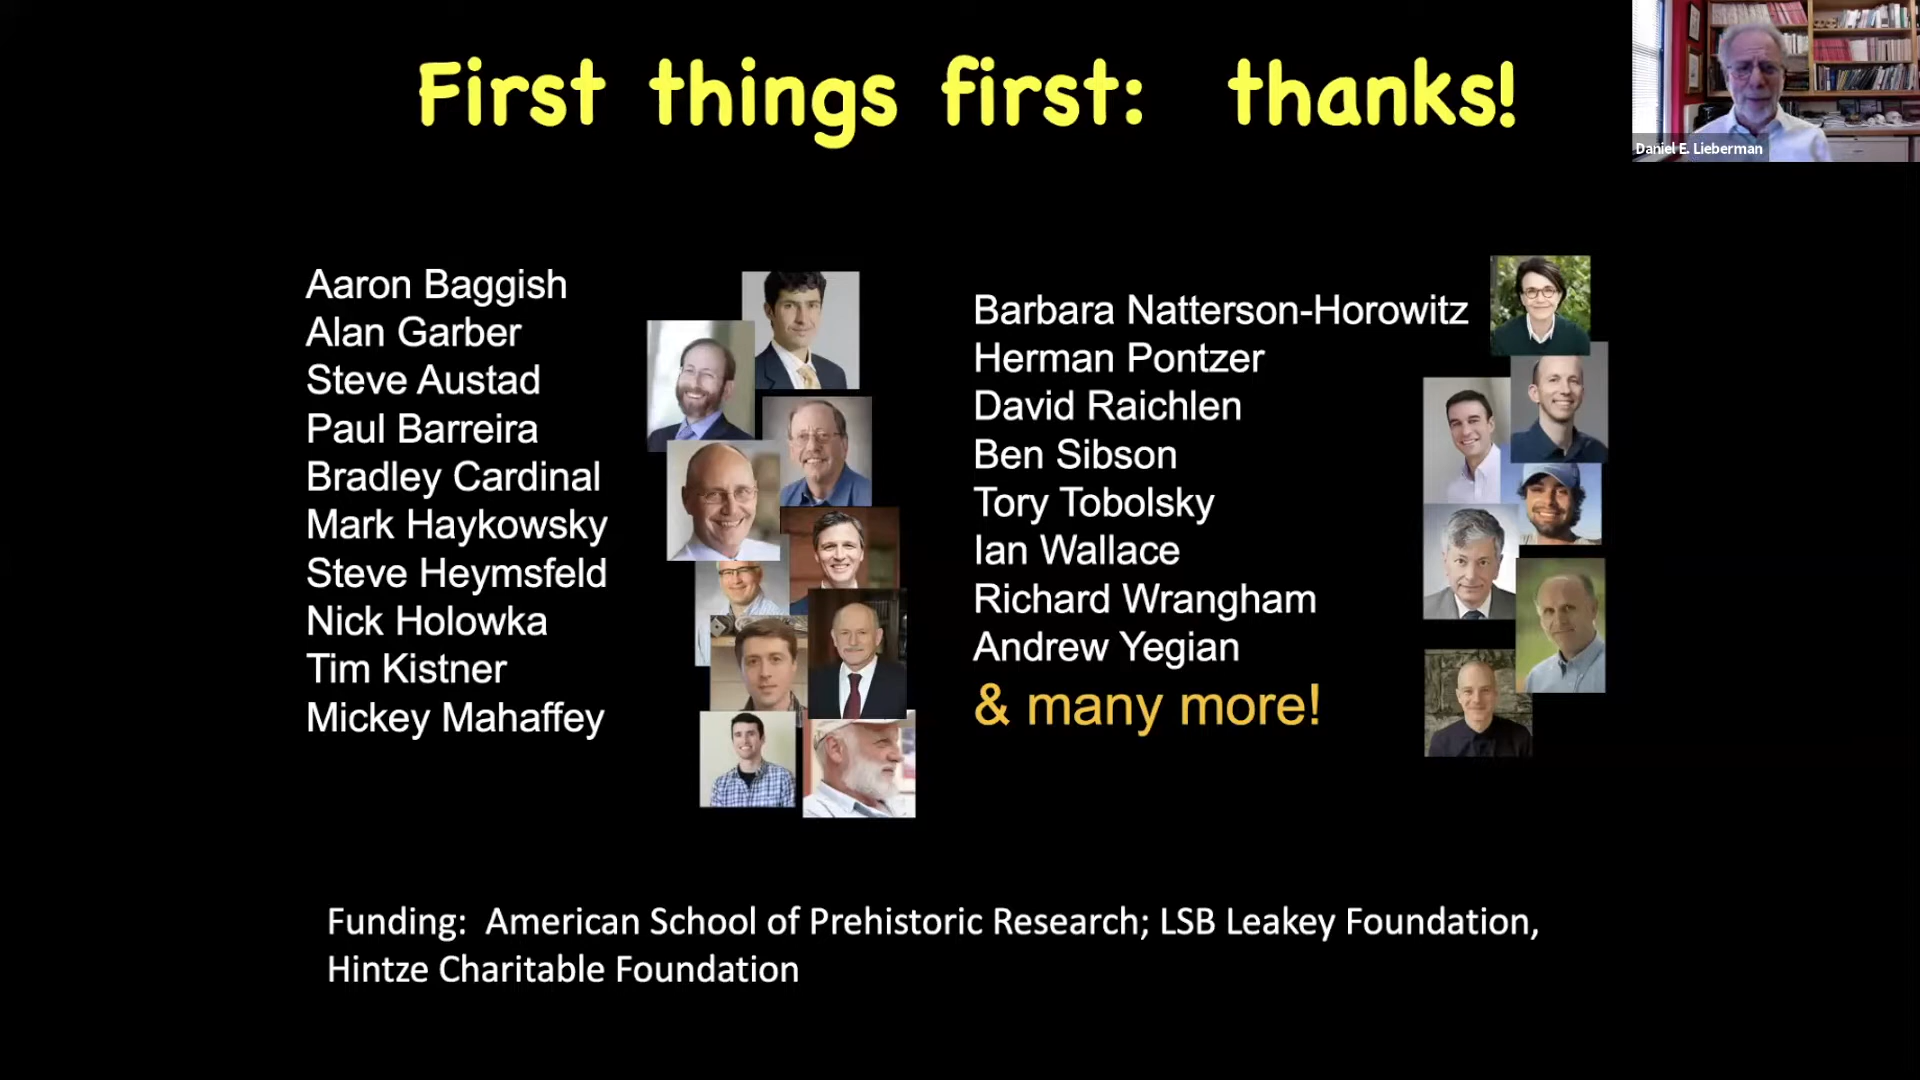 First things first: thanks!
Daniel E. Lieberman
Aaron Baggish
Alan Garber
Steve Austad
Paul Barreira
Bradley Cardinal
Mark Haykowsky
Steve Heymsfeld
Nick Holowka
Tim Kistner
Mickey Mahaffey
Barbara Natterson-Horowitz
Herman Pontzer
David Raichlen
Ben Sibson
Tory Tobolsky
Ian Wallace
Richard Wrangham
Andrew Yegian
& many more!
Funding: American School of Prehistoric Research; LSB Leakey Foundation,
Hintze Charitable Foundation